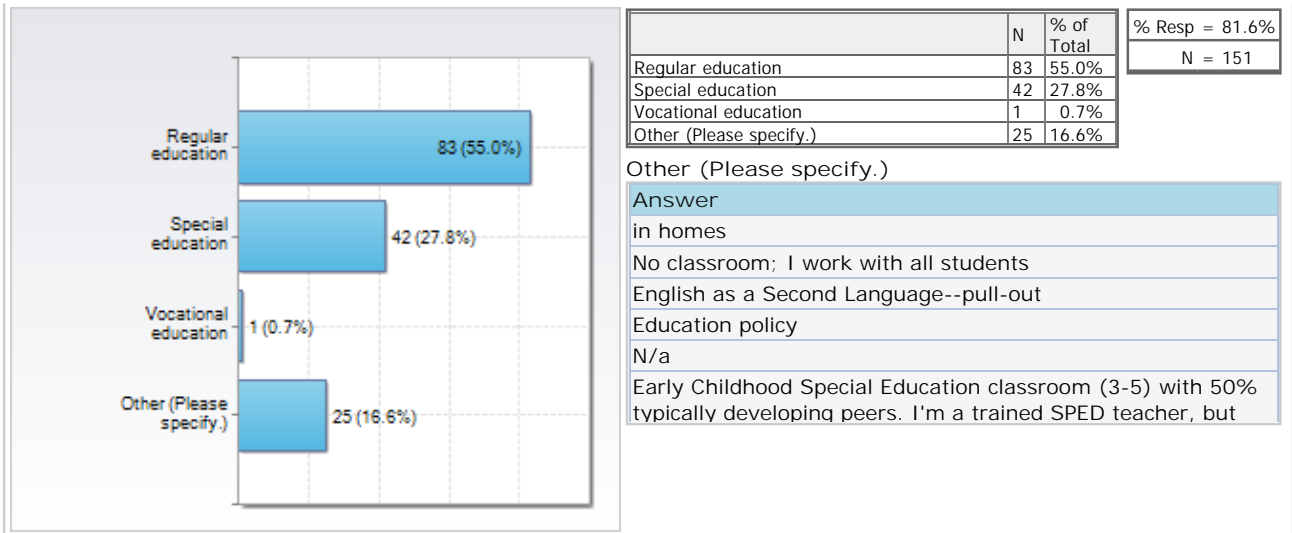 Regular
education
83 (55.0%)
Special
education
42 (27.8%)
Vocational
education
1 (0.7%)
Other (Please
specify.)
25 (16.6%)
N % of
Total
Regular education 83 55.0%
Special education 42 27.8%
Vocational education 1 0.7%
Other (Please specify.) 25 16.6%
% Resp = 81.6%
N = 151
Other (Please specify.)
Answer
in homes
No classroom; I work with all students
English as a Second Language--pull-out
Education policy
N/a
Early Childhood Special Education classroom (3-5) with 50%
typically developing peers. I'm a trained SPED teacher, but